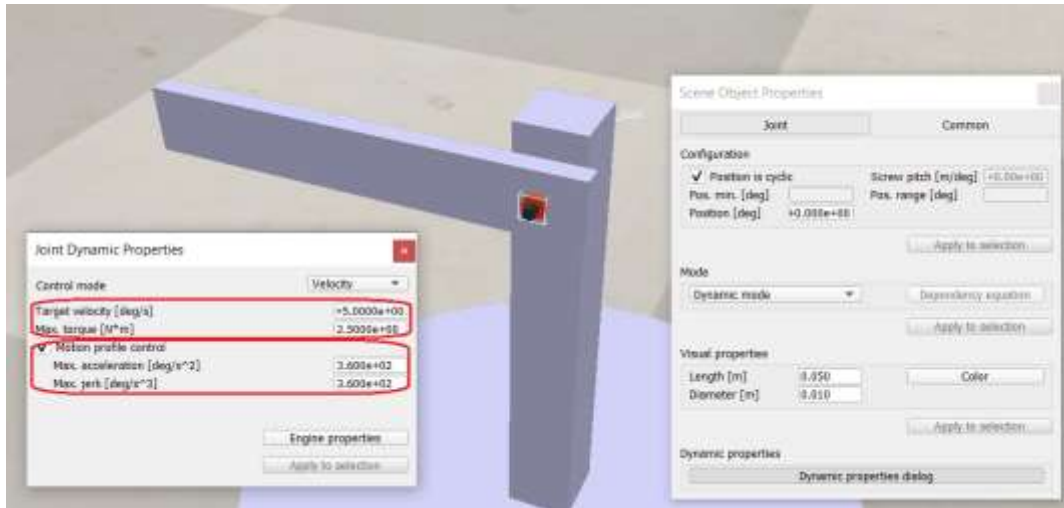 Joint Dynamic Properties
Control mode Velocity
Target velocity [deg/s] +5.0000e+00
Max. torque [N*m] 2.5000e+00
Motion profile control
Max. acceleration [deg/s^2] 3.600e+02
Max. jerk [deg/s^3] 3.600e+02
Engine properties
Apply to selection
Scene Object Properties
Joint Common
Configuration
Position is cyclic Screw pitch [m/deg] +0.00e+00
Pos. min. [deg] Pos. range [deg]
Position [deg] +0.000e+00
Apply to selection
Mode
Dynamic mode Dependency equation
Apply to selection
Visual properties
Length [m] 0.050 Color
Diameter [m] 0.010
Apply to selection
Dynamic properties
Dynamic properties dialog